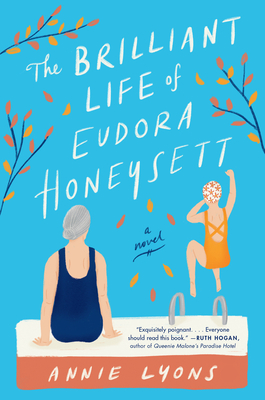 The BRILLIANT
LIFE of
EUDORA
HONEYSETT
a
novel
"Exquisitely poignant. . . . Everyone
should read this book." —RUTH HOGAN,
author of Queenie Malone's Paradise Hotel
ANNIE LYONS